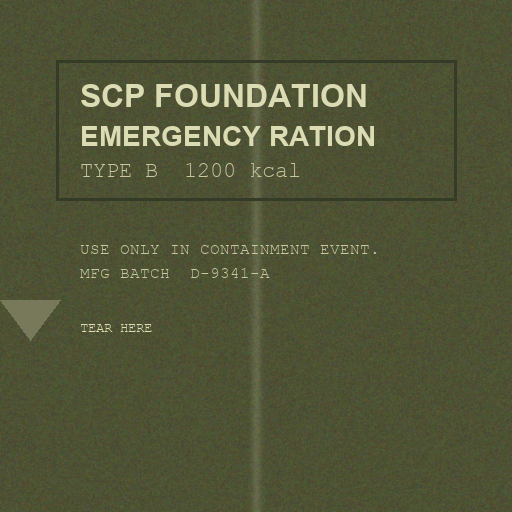 SCP FOUNDATION
EMERGENCY RATION
TYPE B  1200 kcal
USE ONLY IN CONTAINMENT EVENT.
MFG BATCH  D-9341-A
TEAR HERE